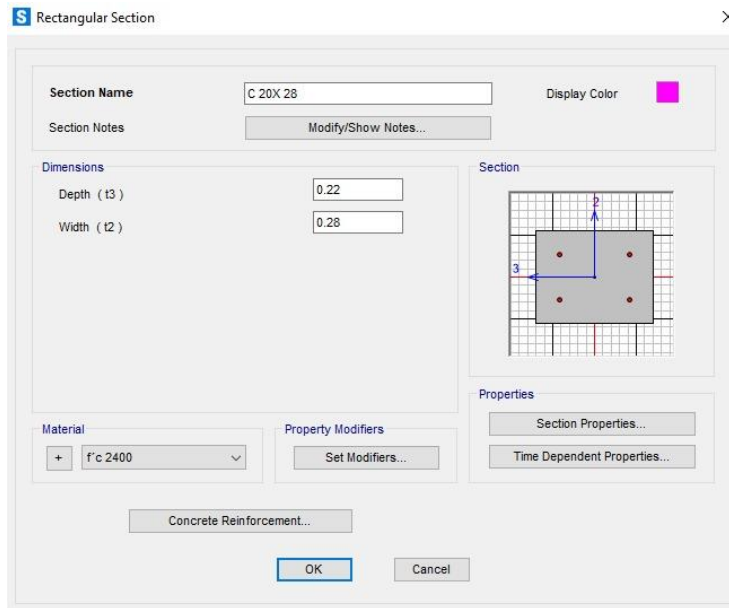 S Rectangular Section
Section Name C 20X 28 Display Color
Section Notes Modify/Show Notes...
Dimensions
Depth ( t3 ) 0.22
Width ( t2 ) 0.28
Section
2
3
Properties
Section Properties...
Time Dependent Properties...
Material
+ f´c 2400
Property Modifiers
Set Modifiers...
Concrete Reinforcement...
OK Cancel